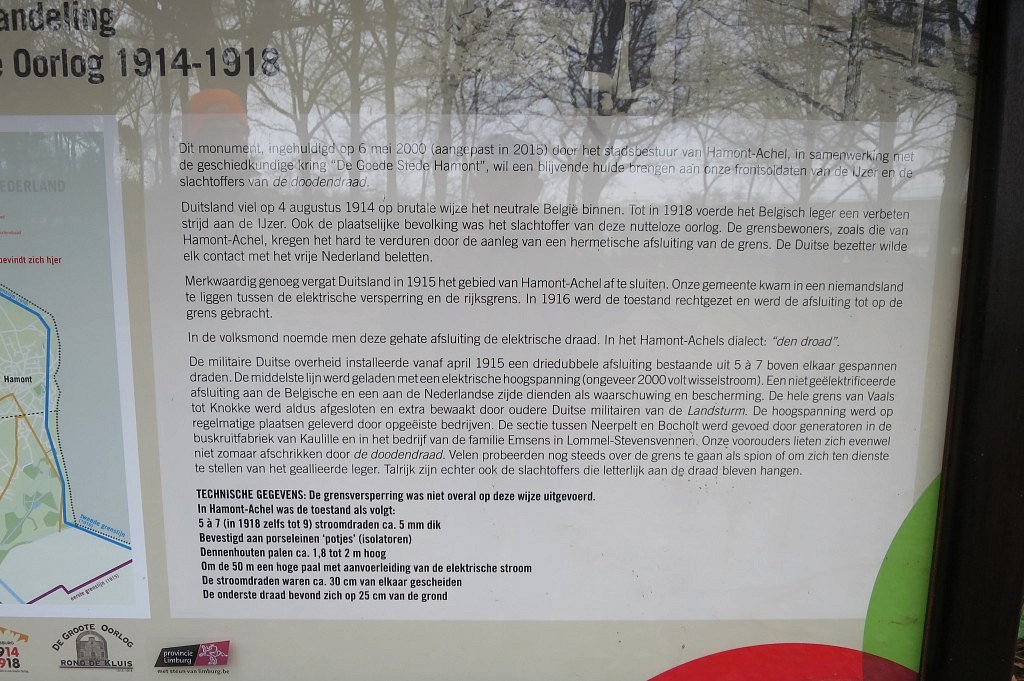 andeling
e Oorlog 1914-1918
Dit monument, ingehuldigd op 6 mei 2000 (aangepast in 2015) door het stadsbestuur van Hamont-Achel, in samenwerking met
de geschiedkundige kring "De Goede Stede Hamont", wil een blijvende hulde brengen aan onze frontsoldaten van de IJzer en de
slachtoffers van de doodendraad.
Duitsland viel op 4 augustus 1914 op brutale wijze het neutrale België binnen. Tot in 1918 voerde het Belgisch leger een verbeten
strijd aan de IJzer. Ook de plaatselijke bevolking was het slachtoffer van deze nutteloze oorlog. De grensbewoners, zoals die van
Hamont-Achel, kregen het hard te verduren door de aanleg van een hermetische afsluiting van de grens. De Duitse bezetter wilde
elk contact met het vrije Nederland beletten.
Merkwaardig genoeg vergat Duitsland in 1915 het gebied van Hamont-Achel af te sluiten. Onze gemeente kwam in een niemandsland
te liggen tussen de elektrische versperring en de rijksgrens. In 1916 werd de toestand rechtgezet en werd de afsluiting tot op de
grens gebracht.
In de volksmond noemde men deze gehate afsluiting de elektrische draad. In het Hamont-Achels dialect: "den droad".
De militaire Duitse overheid installeerde vanaf april 1915 een driedubbele afsluiting bestaande uit 5 à 7 boven elkaar gespannen
draden. De middelste lijn werd geladen met een elektrische hoogspanning (ongeveer 2000 volt wisselstroom). Een niet geëlektrificeerde
afsluiting aan de Belgische en een aan de Nederlandse zijde dienden als waarschuwing en bescherming. De hele grens van Vaals
tot Knokke werd aldus afgesloten en extra bewaakt door oudere Duitse militairen van de Landsturm. De hoogspanning werd op
regelmatige plaatsen geleverd door opgeëiste bedrijven. De sectie tussen Neerpelt en Bocholt werd gevoed door generatoren in de
buskruitfabriek van Kaulille en in het bedrijf van de familie Emsens in Lommel-Stevensvennen. Onze voorouders lieten zich evenwel
niet zomaar afschrikken door de doodendraad. Velen probeerden nog steeds over de grens te gaan als spion of om zich ten dienste
te stellen van het geallieerde leger. Talrijk zijn echter ook de slachtoffers die letterlijk aan de draad bleven hangen.
TECHNISCHE GEGEVENS: De grensversperring was niet overal op deze wijze uitgevoerd.
In Hamont-Achel was de toestand als volgt:
5 à 7 (in 1918 zelfs tot 9) stroomdraden ca. 5 mm dik
Bevestigd aan porseleinen 'potjes' (isolatoren)
Dennenhouten palen ca. 1,8 tot 2 m hoog
Om de 50 m een hoge paal met aanvoerleiding van de elektrische stroom
De stroomdraden waren ca. 30 cm van elkaar gescheiden
De onderste draad bevond zich op 25 cm van de grond
EDERLAND
bevindt zich hier
Hamont
tweede grenslijn
eerste grenslijn (1915)
914
918
DE GROOTE OORLOG
ROND DE KLUIS
provincie
Limburg
met steun van limburg.be